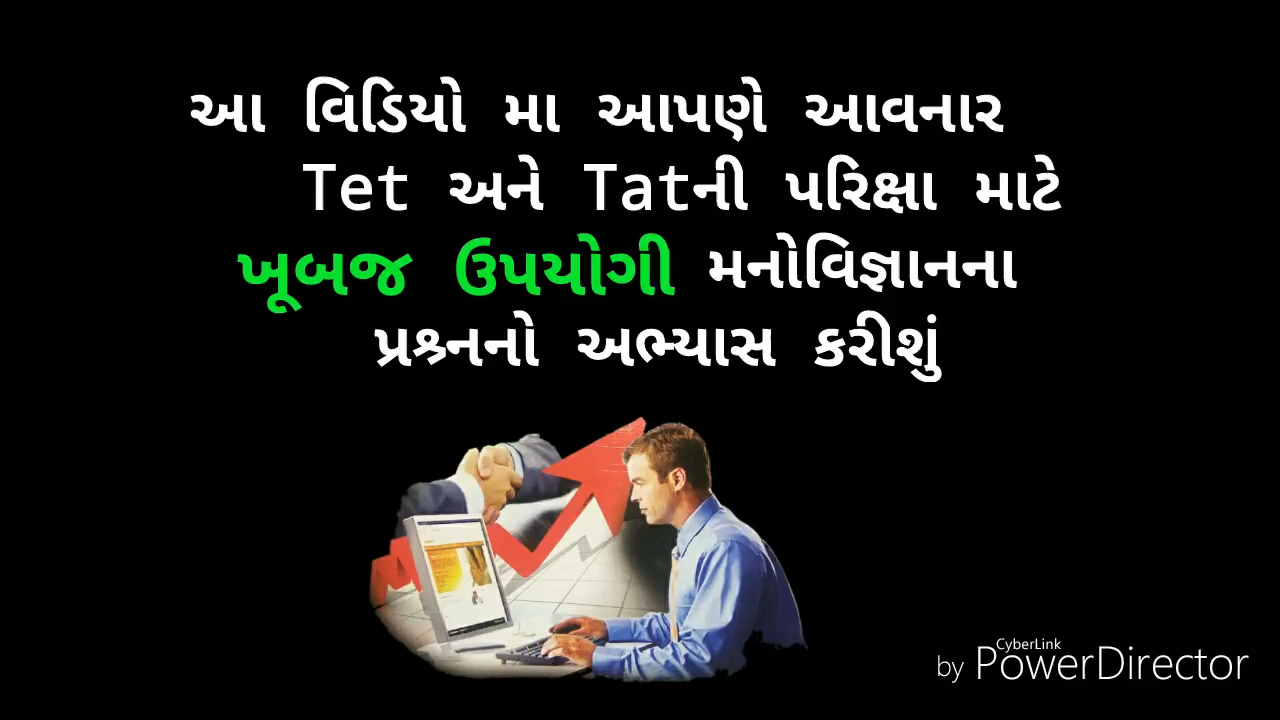 આ વિડિયો મા આપણે આવનાર
Tet અને Tatની પરિક્ષા માટે
ખૂબજ ઉપયોગી મનોવિજ્ઞાનના
પ્રશ્નનો અભ્યાસ કરીશું
CyberLink
by PowerDirector